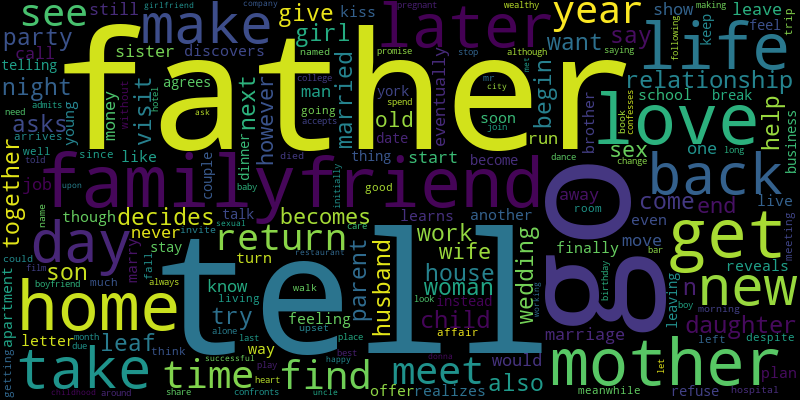 see
still
girlfriend
company
make
give
kiss
later
pregnant
wealthy
year
making
show
leave
trip
party
sister
discovers
girl
although
following
saying
want
say
life
keep
feel
call
father
named
promise
stop
telling
agrees
man
married
college
mr
met
relationship
night
money
without
visit
hotel
however
next
going
york
eventually
city
begin
school
break
young
ask
spend
old
brother
love
help
business
need
admits
asks
accepts
soon
join
run
book
confesses
arrives
date
dance
sex
change
one
long
well
since
like
couple
dinner
died
thing
start
become
told
job
upon
family
baby
initially
good
friend
away
back
together
name
though
decides
becomes
learns
another
room
come
end
live
day
never
talk
sexual
care
go
even
son
marry
invite
return
work
wedding
finally
move
bar
get
meeting
could
stay
turn
restaurant
parent
husband
wife
reveals
film
fall
know
tell
house
birthday
n
new
apartment
boyfriend
much
always
living
walk
woman
look
instead
working
leaving
boy
daughter
home
try
feeling
child
morning
letter
month
leaf
alone
upset
place
affair
marriage
left
despite
getting
due
think
way
last
best
would
mother
let
take
time
successful
play
find
happy
meet
danny
also
plan
childhood
around
share
heart
confronts
uncle
offer
realizes
meanwhile
refuse
hospital